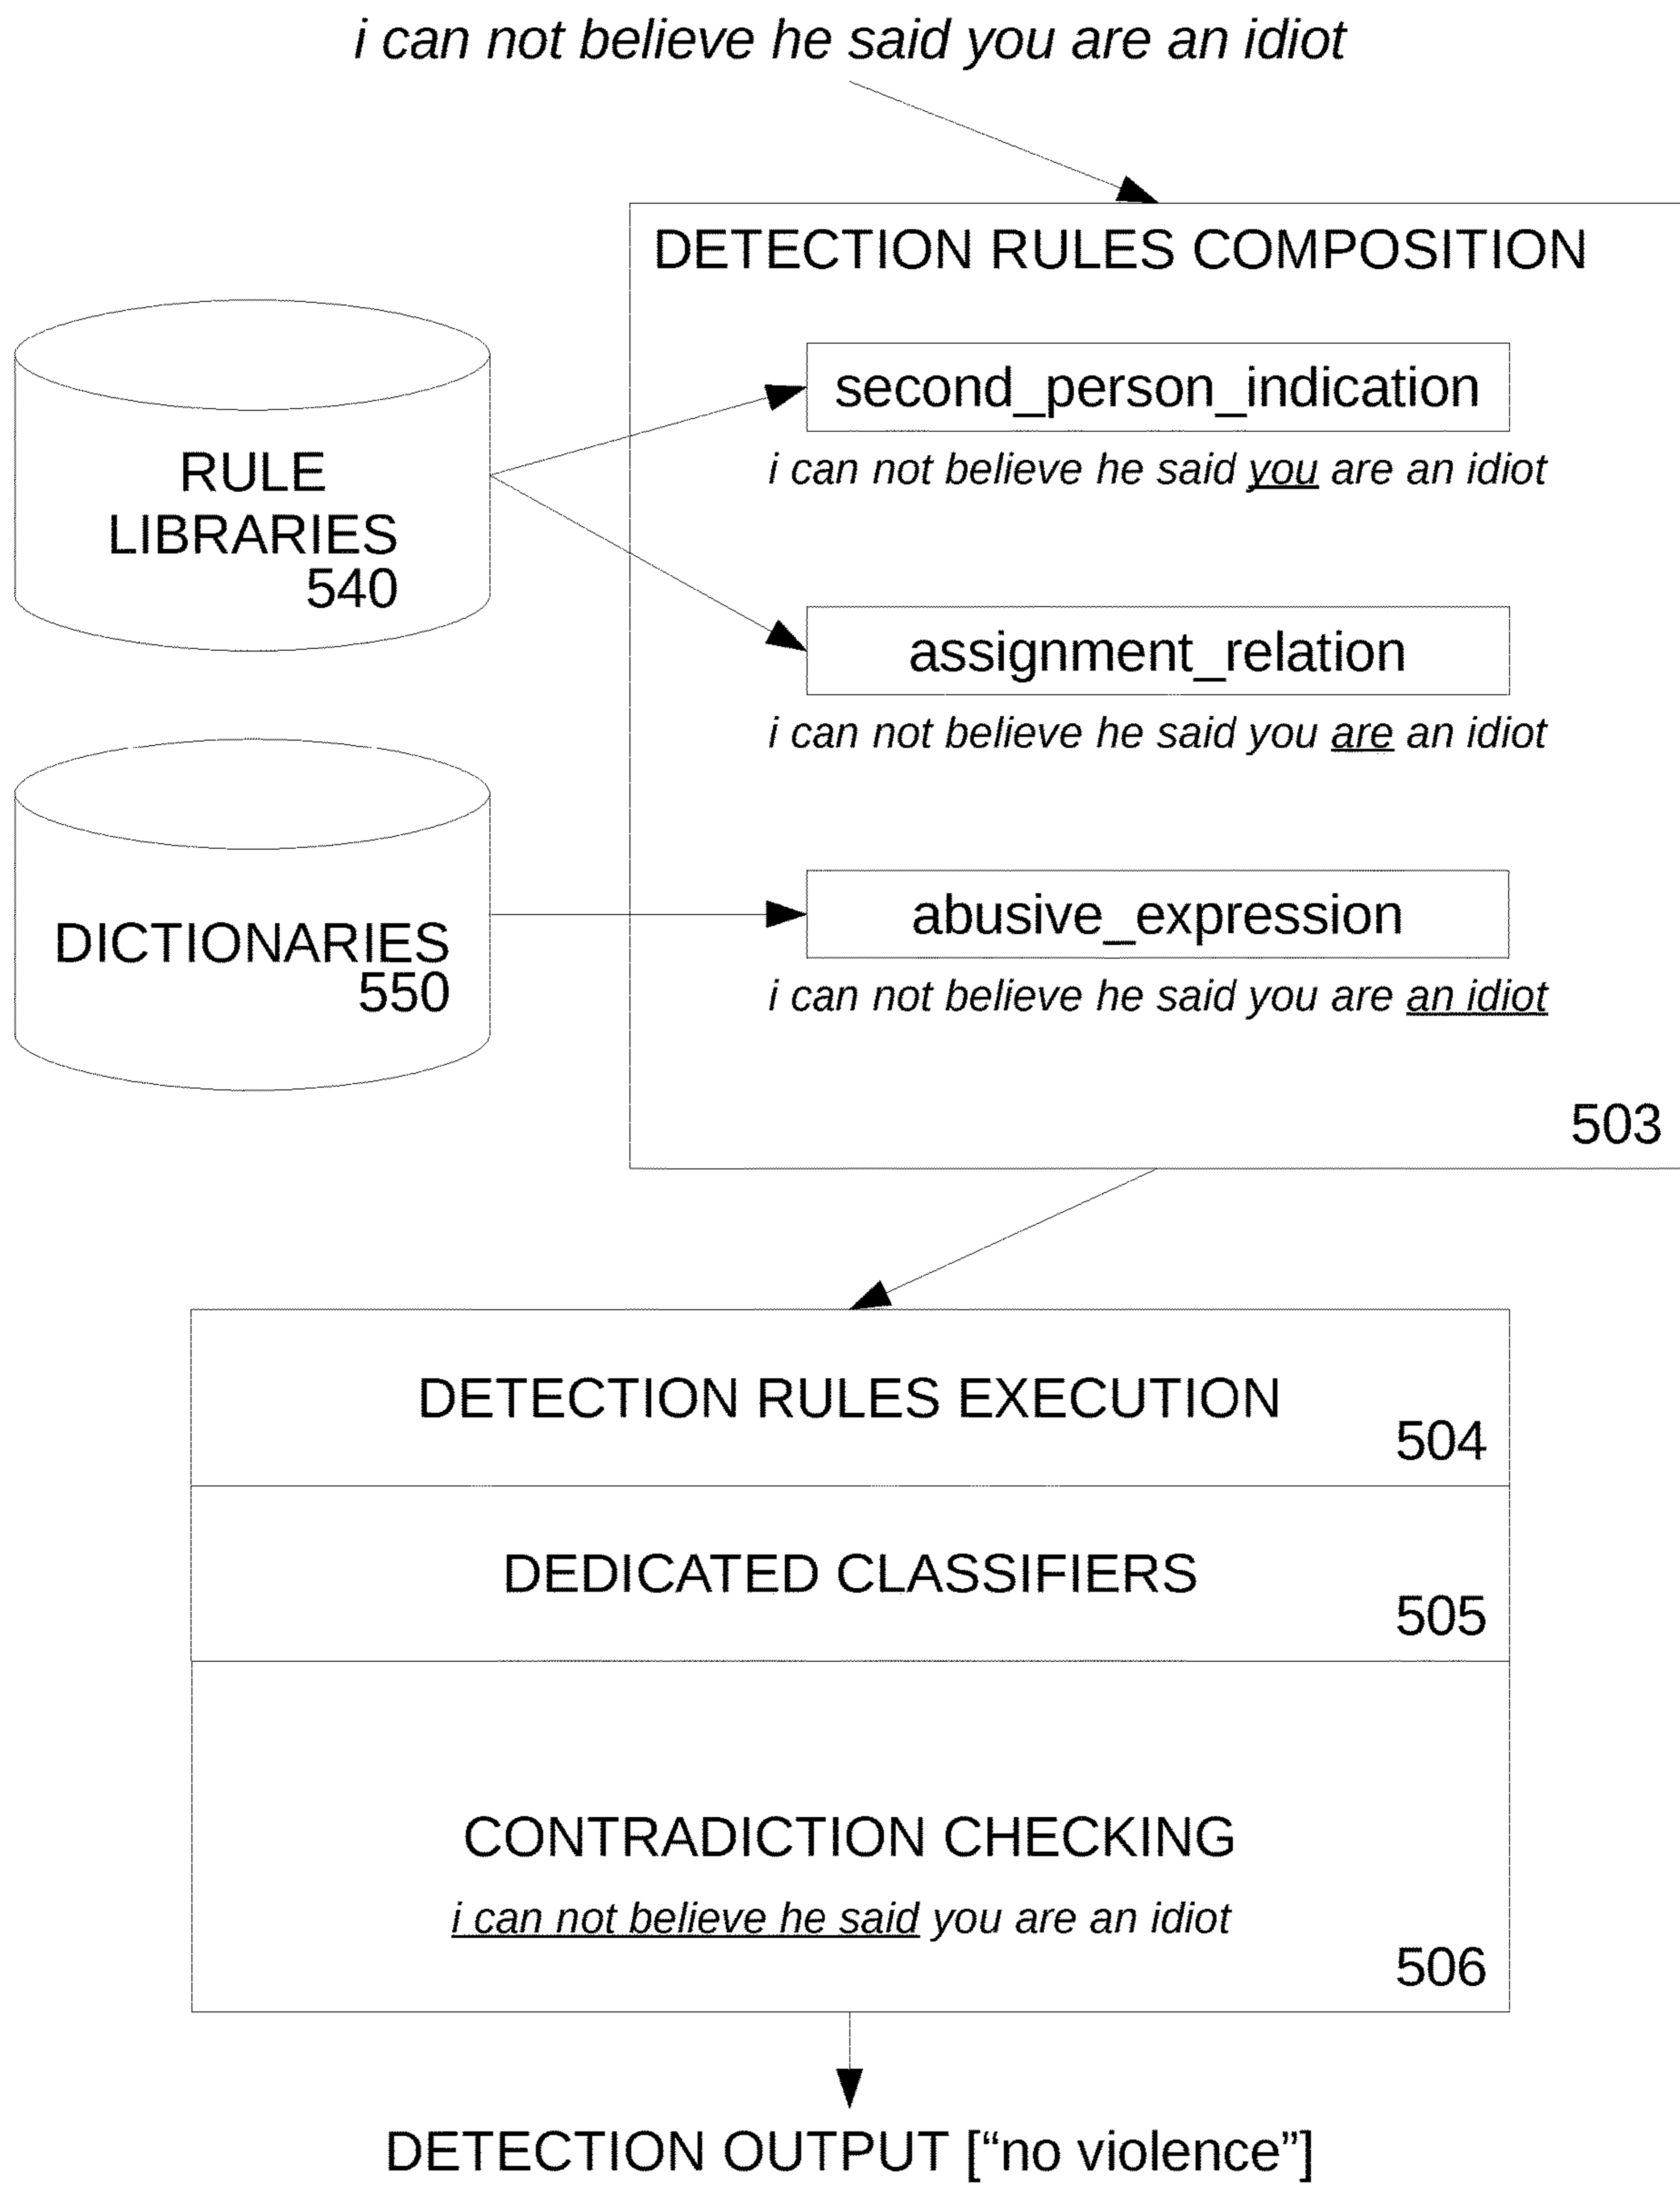 i can not believe he said you are an idiot
DETECTION RULES COMPOSITION
second_person_indication
i can not believe he said you are an idiot
RULE
LIBRARIES
540
assignment_relation
i can not believe he said you are an idiot
DICTIONARIES
550
abusive_expression
i can not believe he said you are an idiot
503
DETECTION RULES EXECUTION
504
DEDICATED CLASSIFIERS
505
CONTRADICTION CHECKING
i can not believe he said you are an idiot
506
DETECTION OUTPUT [“no violence”]